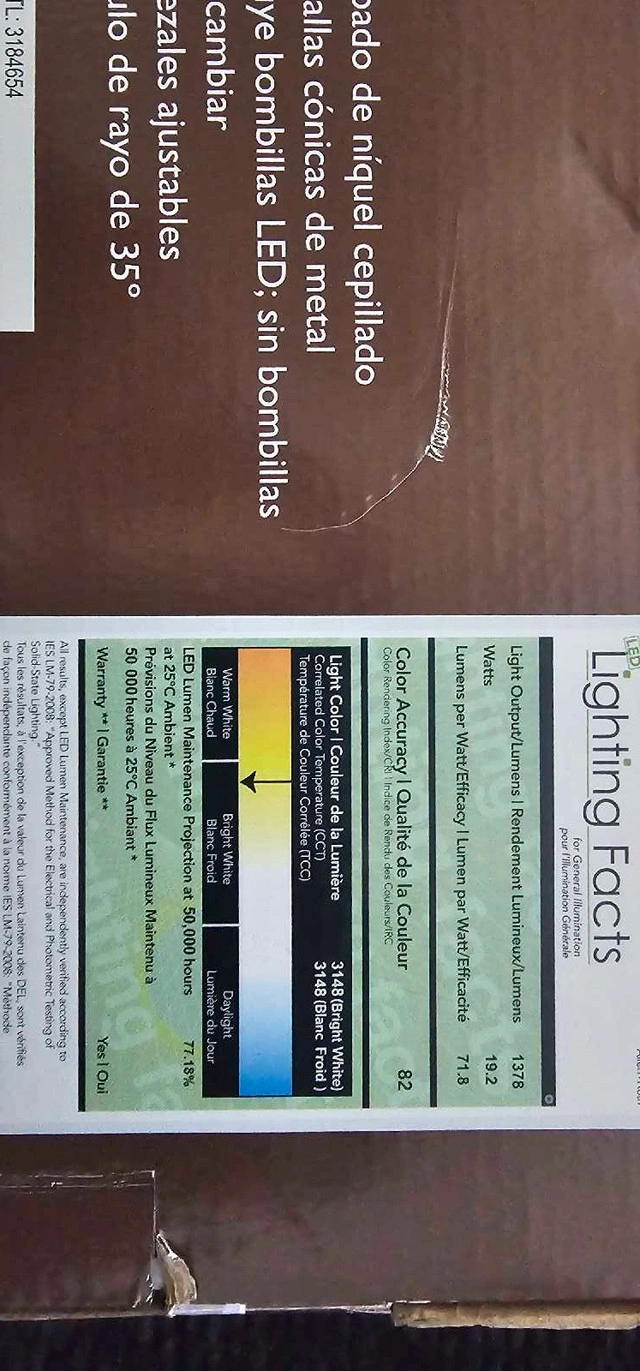 bado de níquel cepillado
allas cónicas de metal
ye bombillas LED; sin bombillas
cambiar
ezales ajustables
ulo de rayo de 35°
TL: 3184654
LED
Lighting Facts
for General Illumination
pour l'Illumination Générale
Light Output/Lumens | Rendement Lumineux/Lumens 1378
Watts 19.2
Lumens per Watt/Efficacy | Lumen par Watt/Efficacité 71.8
Color Accuracy | Qualité de la Couleur 82
Color Rendering Index/CRI | Indice de Rendu des Couleurs/IRC
Light Color | Couleur de la Lumière 3148(Bright White)
Correlated Color Temperature (CCT) 3148 (Blanc Froid )
Température de Couleur Corrélée (TCC)
Warm White Bright White Daylight
Blanc Chaud Blanc Froid Lumière du Jour
LED Lumen Maintenance Projection at 50,000 hours 77.18%
at 25°C Ambient *
Prévisions du Niveau du Flux Lumineux Maintenu à
50 000 heures à 25°C Ambiant *
Warranty ** | Garantie ** Yes | Oui
All results, except LED Lumen Maintenance, are independently verified according to
IES LM-79-2008: "Approved Method for the Electrical and Photometric Testing of
Solid-State Lighting."
Tous les résultats, à l'exception de la valeur du Lumen Laintenu des DEL, sont vérifiés
de façon indépendante conformément à la norme IES LM-79-2008: "Méthode